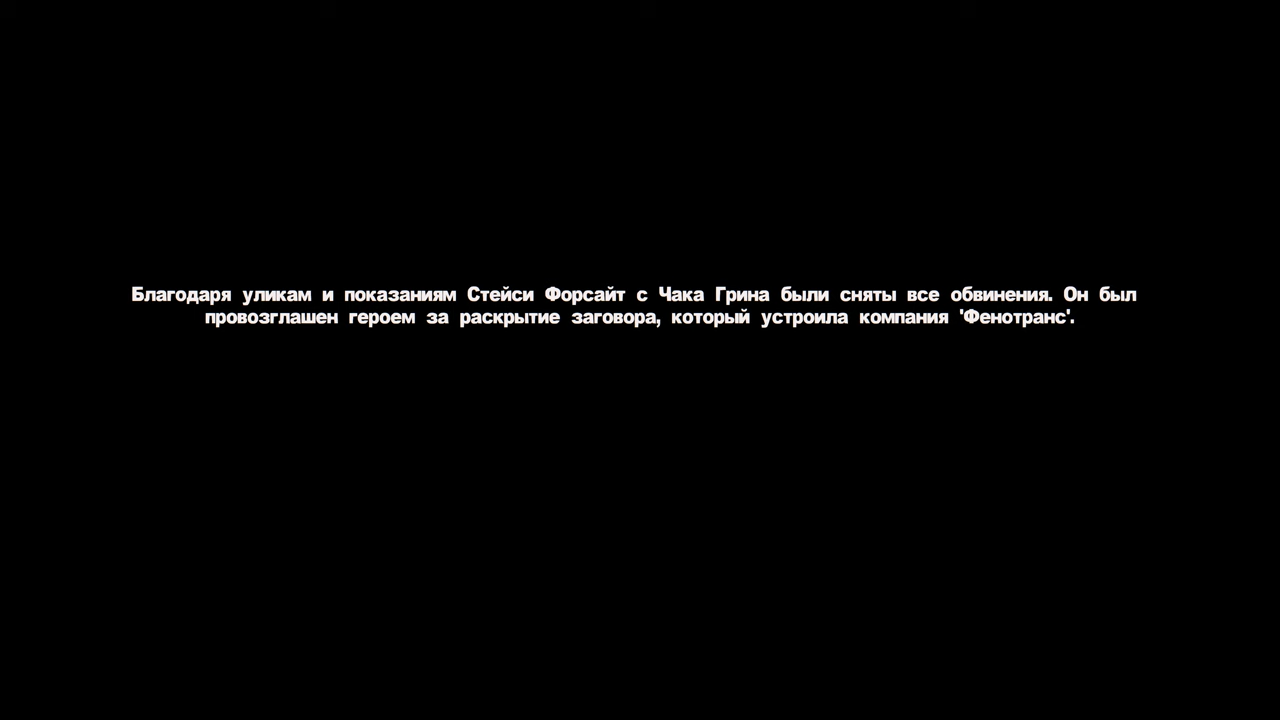 Благодаря уликам и показаниям Стейси Форсайт с Чака Грина были сняты все обвинения. Он был
провозглашен героем за раскрытие заговора, который устроила компания 'Фенотранс'.